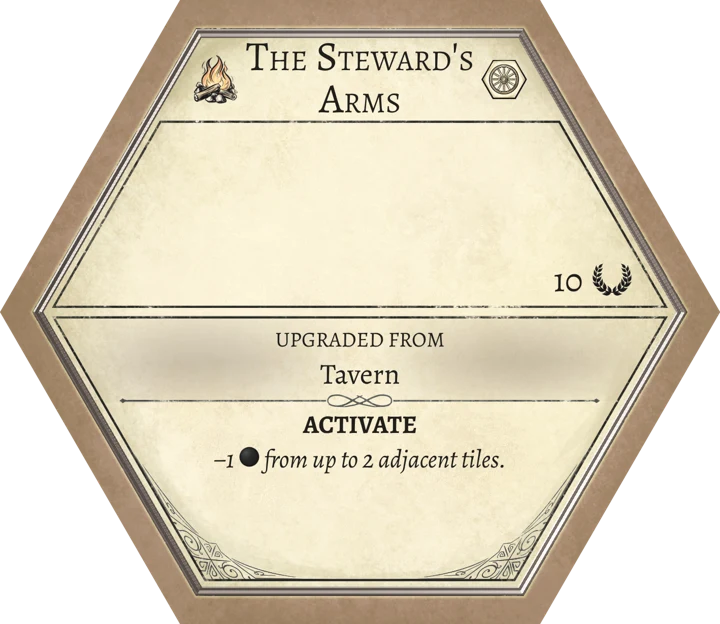 The Steward's
Arms
10
UPGRADED FROM
Tavern
ACTIVATE
–1 from up to 2 adjacent tiles.